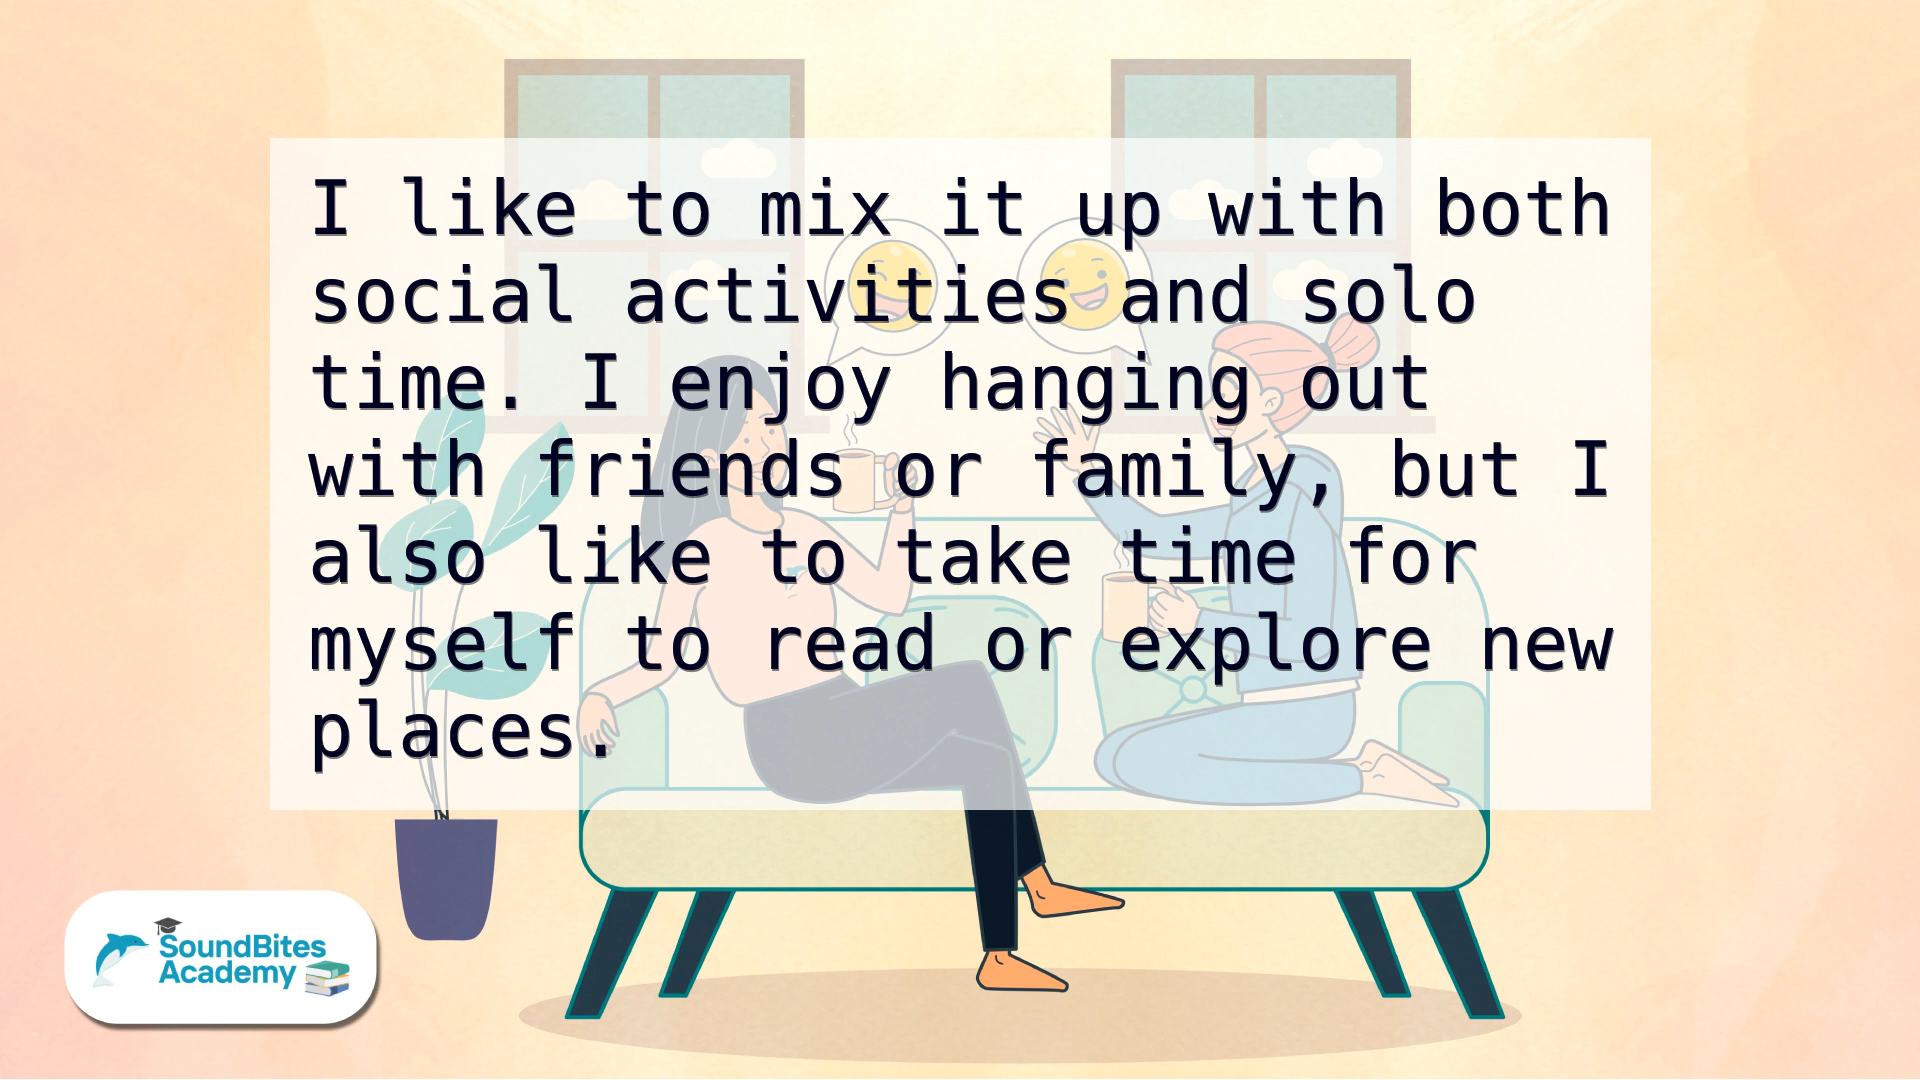 I like to mix it up with both
social activities and solo
time. I enjoy hanging out
with friends or family, but I
also like to take time for
myself to read or explore new
places.
SoundBites
Academy